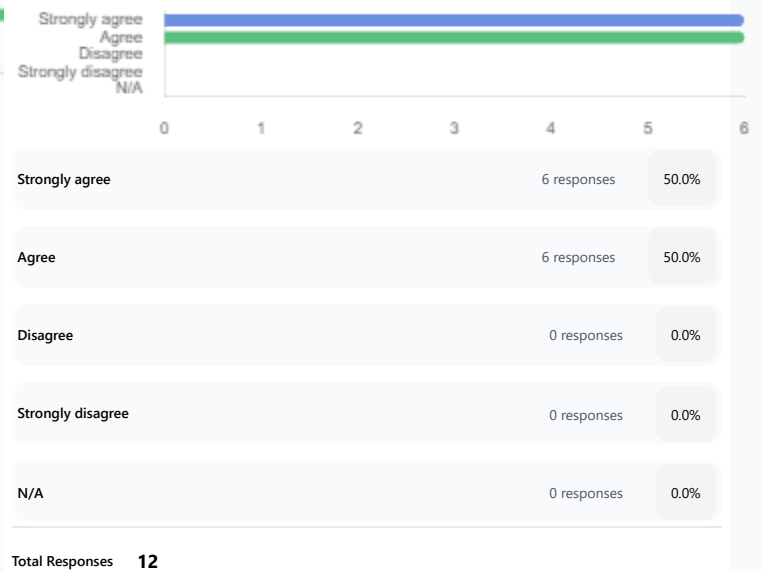 Strongly agree
Agree
Disagree
Strongly disagree
N/A
0 1 2 3 4 5 6
Strongly agree 6 responses 50.0%
Agree 6 responses 50.0%
Disagree 0 responses 0.0%
Strongly disagree 0 responses 0.0%
N/A 0 responses 0.0%
Total Responses 12